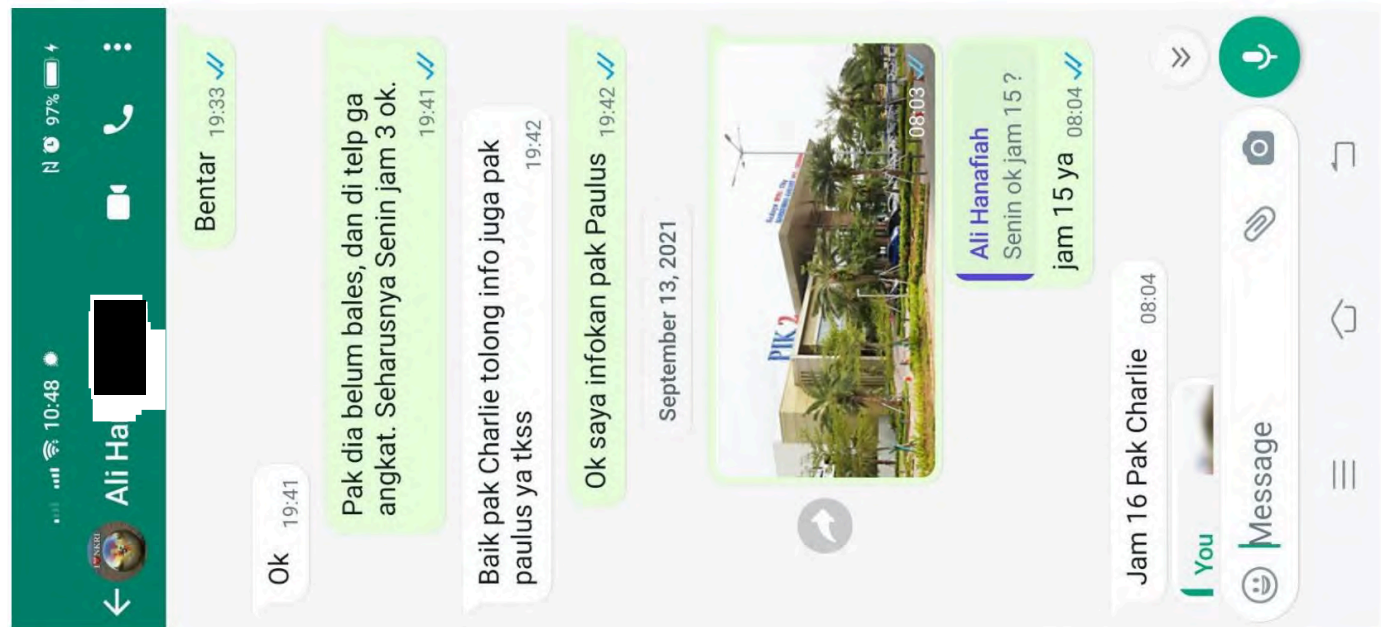 10:48
97%
Ali Ha
Bentar 19:33
Ok 19:41
Pak dia belum bales, dan di telp ga
angkat. Seharusnya Senin jam 3 ok.
19:41
Baik pak Charlie tolong info juga pak
paulus ya tkss
19:42
Ok saya infokan pak Paulus 19:42
September 13, 2021
PIK 2
08:03
Ali Hanafiah
Senin ok jam 15 ?
jam 15 ya 08:04
Jam 16 Pak Charlie 08:04
You
Message